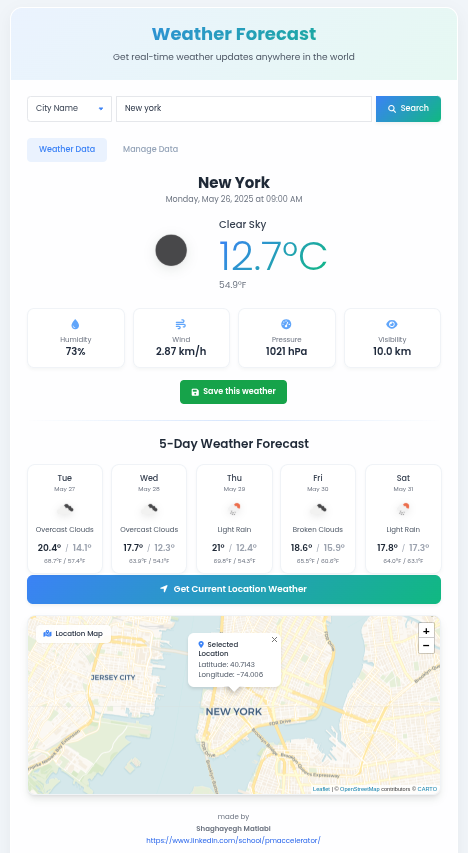 Weather Forecast
Get real-time weather updates anywhere in the world
City Name
New york
Search
Weather Data
Manage Data
New York
Monday, May 26, 2025 at 09:00 AM
Clear Sky
12.7°C
54.9°F
Humidity
73%
Wind
2.87 km/h
Pressure
1021 hPa
Visibility
10.0 km
Save this weather
5-Day Weather Forecast
Tue
May 27
Overcast Clouds
20.4° / 14.1°
68.7°F / 57.4°F
Wed
May 28
Overcast Clouds
17.7° / 12.3°
63.9°F / 54.1°F
Thu
May 29
Light Rain
21° / 12.4°
69.8°F / 54.3°F
Fri
May 30
Broken Clouds
18.6° / 15.9°
65.5°F / 60.6°F
Sat
May 31
Light Rain
17.8° / 17.3°
64.0°F / 63.1°F
Get Current Location Weather
Location Map
Selected
Location
Latitude: 40.7143
Longitude: -74.006
+
−
JERSEY CITY
NEW YORK
FDR Drive
FDR Drive
Brooklyn Queens Expressway
Leaflet | © OpenStreetMap contributors © CARTO
made by
Shaghayegh Matlabi
https://www.linkedin.com/school/pmaccelerator/